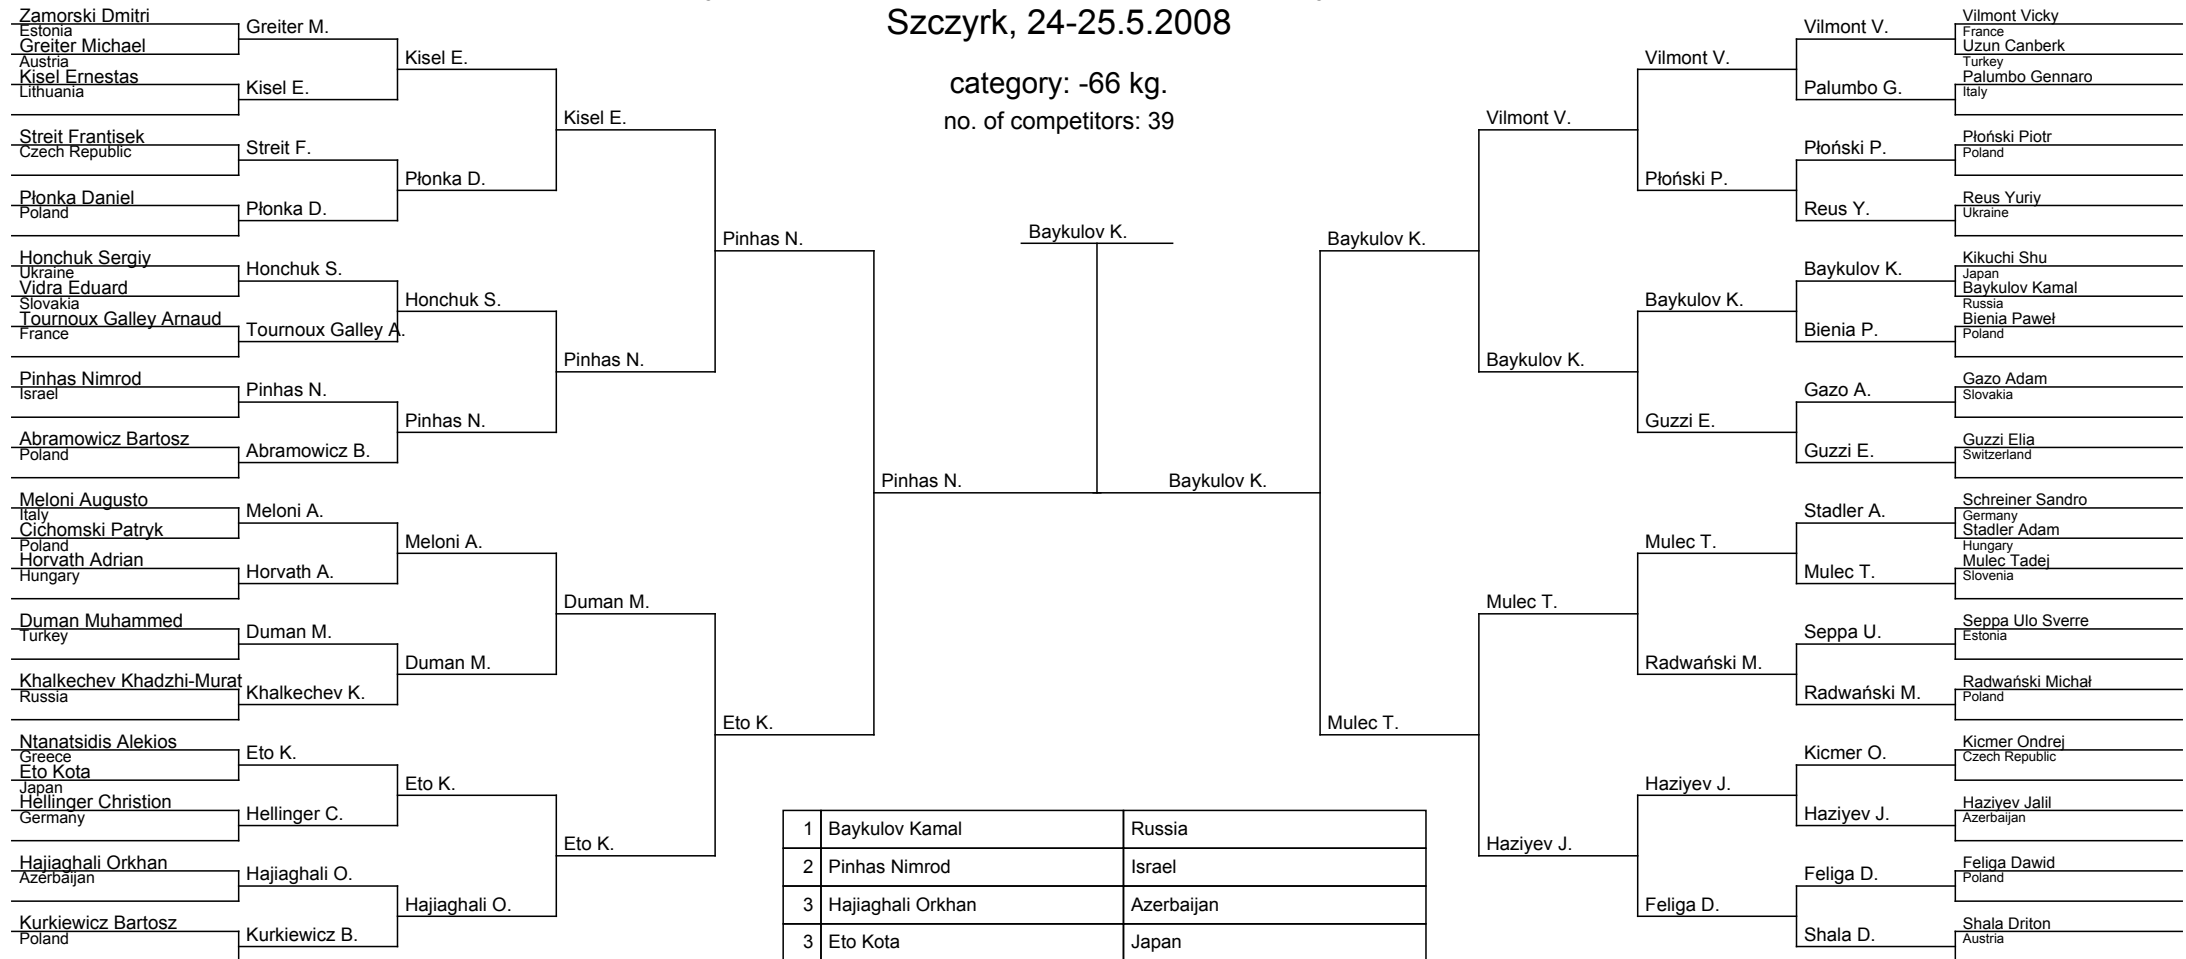 Szczyrk, 24-25.5.2008
category: -66 kg.
no. of competitors: 39
Zamorski Dmitri
Estonia
Greiter Michael
Austria
Kisel Ernestas
Lithuania
Streit Frantisek
Czech Republic
Płonka Daniel
Poland
Honchuk Sergiy
Ukraine
Vidra Eduard
Slovakia
Tournoux Galley Arnaud
France
Pinhas Nimrod
Israel
Abramowicz Bartosz
Poland
Meloni Augusto
Italy
Cichomski Patryk
Poland
Horvath Adrian
Hungary
Duman Muhammed
Turkey
Khalkechev Khadzhi-Murat
Russia
Ntanatsidis Alekios
Greece
Eto Kota
Japan
Hellinger Christion
Germany
Hajiaghali Orkhan
Azerbaijan
Kurkiewicz Bartosz
Poland
Greiter M.
Kisel E.
Streit F.
Płonka D.
Honchuk S.
Tournoux Galley A.
Pinhas N.
Abramowicz B.
Meloni A.
Horvath A.
Duman M.
Khalkechev K.
Eto K.
Hellinger C.
Hajiaghali O.
Kurkiewicz B.
Kisel E.
Płonka D.
Honchuk S.
Pinhas N.
Meloni A.
Duman M.
Eto K.
Hajiaghali O.
Kisel E.
Pinhas N.
Duman M.
Eto K.
Pinhas N.
Eto K.
Pinhas N.
Baykulov K.
Baykulov K.
Baykulov K.
Mulec T.
Vilmont V.
Baykulov K.
Mulec T.
Haziyev J.
Vilmont V.
Płoński P.
Baykulov K.
Guzzi E.
Mulec T.
Radwański M.
Haziyev J.
Feliga D.
Vilmont V.
Palumbo G.
Płoński P.
Reus Y.
Baykulov K.
Bienia P.
Gazo A.
Guzzi E.
Stadler A.
Mulec T.
Seppa U.
Radwański M.
Kicmer O.
Haziyev J.
Feliga D.
Shala D.
Vilmont Vicky
France
Uzun Canberk
Turkey
Palumbo Gennaro
Italy
Płoński Piotr
Poland
Reus Yuriy
Ukraine
Kikuchi Shu
Japan
Baykulov Kamal
Russia
Bienia Paweł
Poland
Gazo Adam
Slovakia
Guzzi Elia
Switzerland
Schreiner Sandro
Germany
Stadler Adam
Hungary
Mulec Tadej
Slovenia
Seppa Ulo Sverre
Estonia
Radwański Michał
Poland
Kicmer Ondrej
Czech Republic
Haziyev Jalil
Azerbaijan
Feliga Dawid
Poland
Shala Driton
Austria
1 Baykulov Kamal Russia
2 Pinhas Nimrod Israel
3 Hajiaghali Orkhan Azerbaijan
3 Eto Kota Japan